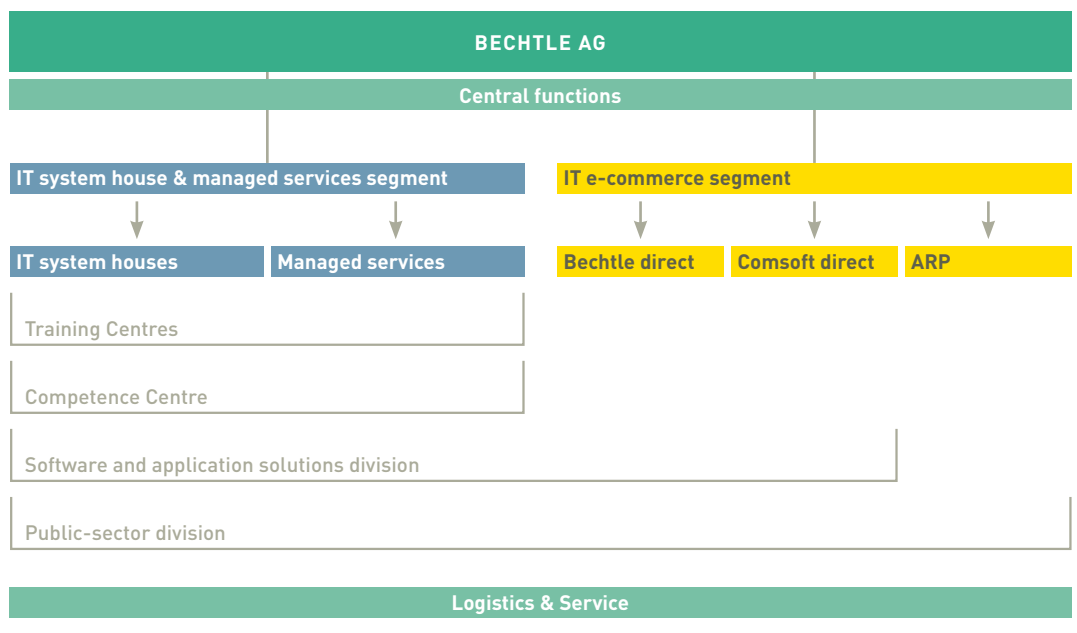 BECHTLE AG
Central functions
IT system house & managed services segment
IT e-commerce segment
IT system houses
Managed services
Bechtle direct
Comsoft direct
ARP
Training Centres
Competence Centre
Software and application solutions division
Public-sector division
Logistics & Service